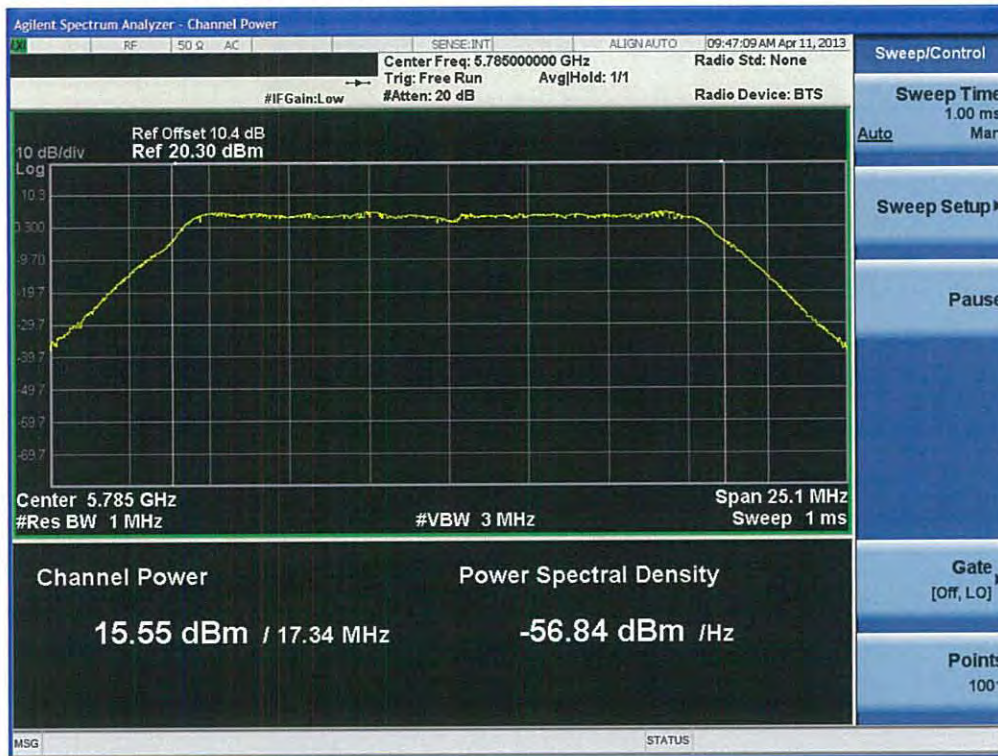 Agilent Spectrum Analyzer - Channel Power
LXI RF 50 Ω AC SENSE:INT ALIGN AUTO 09:47:09 AM Apr 11, 2013
Center Freq: 5.785000000 GHz Radio Std: None
Trig: Free Run Avg|Hold: 1/1
#IFGain:Low #Atten: 20 dB Radio Device: BTS
Ref Offset 10.4 dB
10 dB/div Ref 20.30 dBm
Log
10.3
0.300
-9.70
-19.7
-29.7
-39.7
-49.7
-59.7
-69.7
Center 5.785 GHz Span 25.1 MHz
#Res BW 1 MHz #VBW 3 MHz Sweep 1 ms
Channel Power Power Spectral Density
15.55 dBm / 17.34 MHz -56.84 dBm /Hz
MSG STATUS
Sweep/Control
Sweep Time
1.00 ms
Auto Man
Sweep Setup
Pause
Gate
[Off, LO]
Points
1001